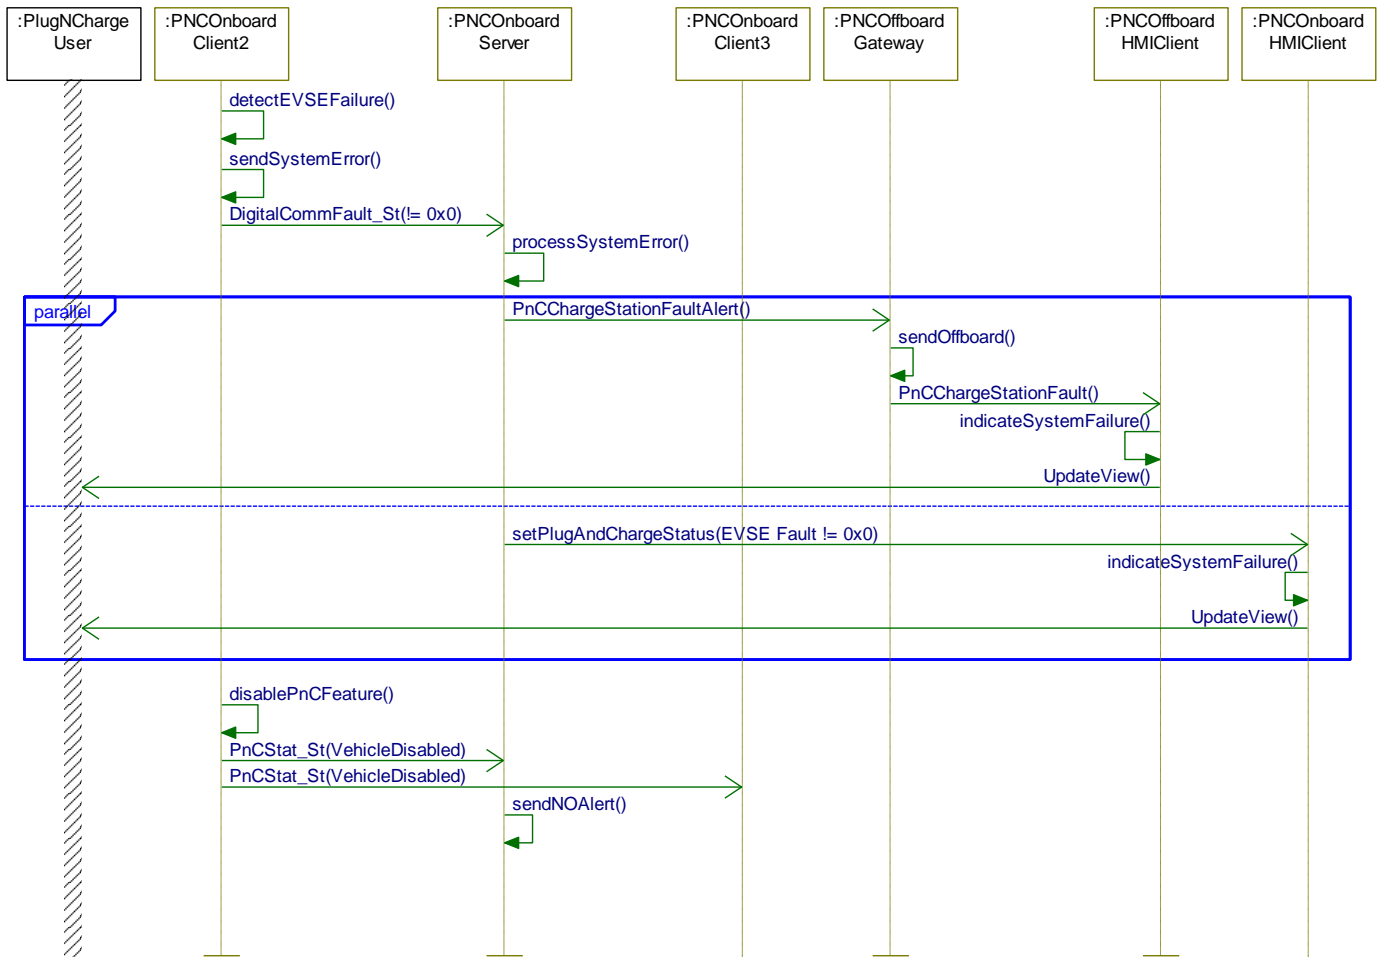 :PlugNCharge
User
:PNCOnboard
Client2
:PNCOnboard
Server
:PNCOnboard
Client3
:PNCOffboard
Gateway
:PNCOffboard
HMIClient
:PNCOnboard
HMIClient
detectEVSEFailure()
sendSystemError()
DigitalCommFault_St(!= 0x0)
processSystemError()
parallel
PnCChargeStationFaultAlert()
sendOffboard()
PnCChargeStationFault()
indicateSystemFailure()
UpdateView()
setPlugAndChargeStatus(EVSE Fault != 0x0)
indicateSystemFailure()
UpdateView()
disablePnCFeature()
PnCStat_St(VehicleDisabled)
PnCStat_St(VehicleDisabled)
sendNOAlert()